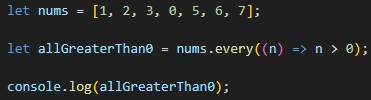 let nums = [1, 2, 3, 0, 5, 6, 7];
let allGreaterThan0 = nums.every((n) => n > 0);
console.log(allGreaterThan0);